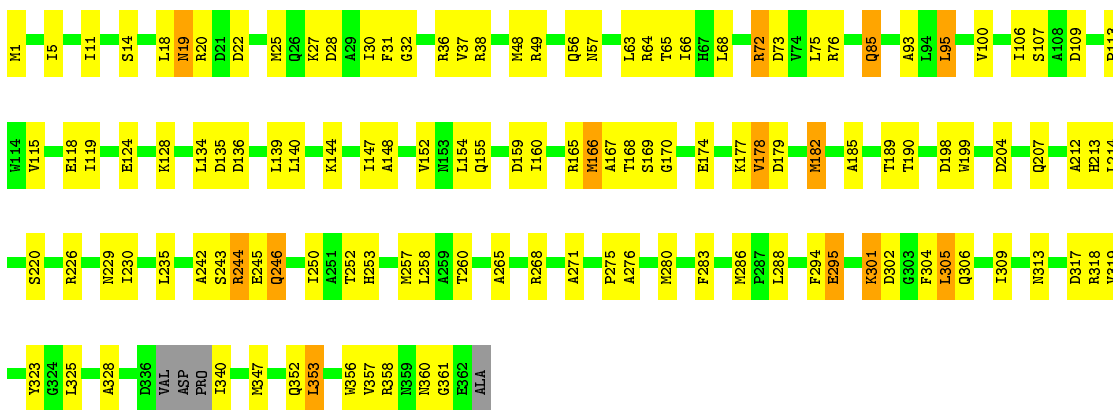 M1 I5 I11 S14 L18 N19 R20 D21 D22 M25 Q26 K27 D28 A29 I30 F31 G32 R36 V37 R38 M48 R49 Q56 N57 L63 R64 T65 I66 H67 L68 R72 D73 V74 L75 R76 Q85 A93 L94 L95 V100 I106 S107 A108 D109
W114 V115 E118 I119 E124 K128 L134 D135 D136 L139 L140 K144 I147 A148 V152 N153 L154 Q155 D159 I160 R165 M166 A167 T168 S169 G170 E174 K177 V178 D179 M182 A185 T189 T190 D198 W199 D204 Q207 A212 H213
S220 R226 N229 I230 L235 A242 S243 R244 E245 Q246 I250 A251 T252 H253 M257 L258 A259 T260 A265 R268 A271 P275 A276 M280 F283 M286 P287 L288 F294 E295 K301 D302 G303 F304 L305 Q306 I309 N313 D317 R318
Y323 G324 L325 A328 D336 VAL ASP PRO I340 M347 Q352 L353 W356 V357 R358 N359 N360 G361 E362 ALA